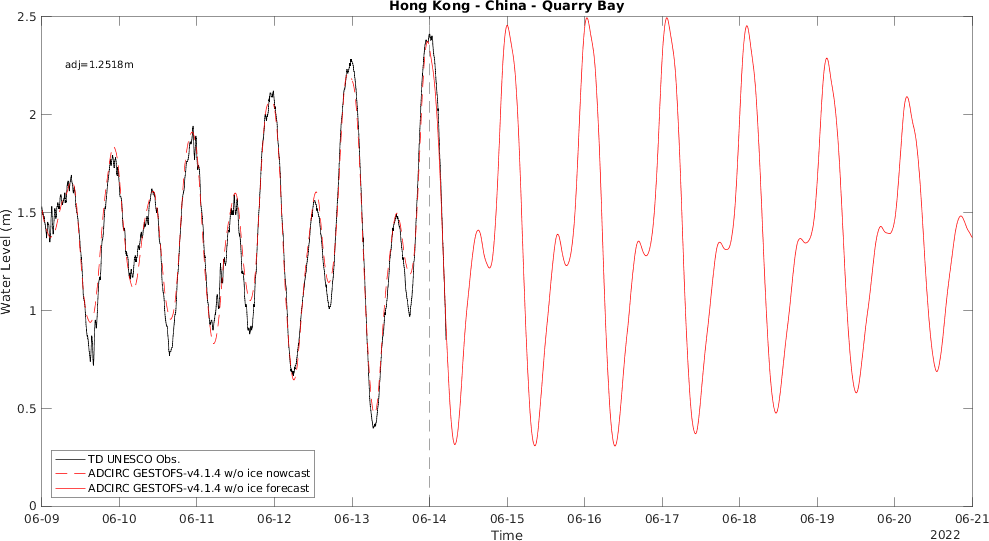 Hong Kong - China - Quarry Bay
2.5
adj=1.2518m
2
1.5
Water Level (m)
1
0.5
0
TD UNESCO Obs.
ADCIRC GESTOFS-v4.1.4 w/o ice nowcast
ADCIRC GESTOFS-v4.1.4 w/o ice forecast
06-09 06-10 06-11 06-12 06-13 06-14 06-15 06-16 06-17 06-18 06-19 06-20 06-21
Time
2022